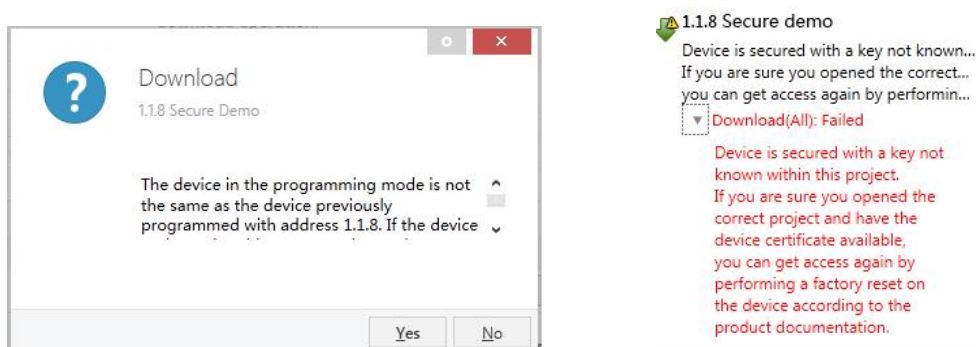 Download
1.1.8 Secure Demo
The device in the programming mode is not
the same as the device previously
programmed with address 1.1.8. If the device
Yes
No
1.1.8 Secure demo
Device is secured with a key not known...
If you are sure you opened the correct...
you can get access again by performin...
Download(All): Failed
Device is secured with a key not
known within this project.
If you are sure you opened the
correct project and have the
device certificate available,
you can get access again by
performing a factory reset on
the device according to the
product documentation.